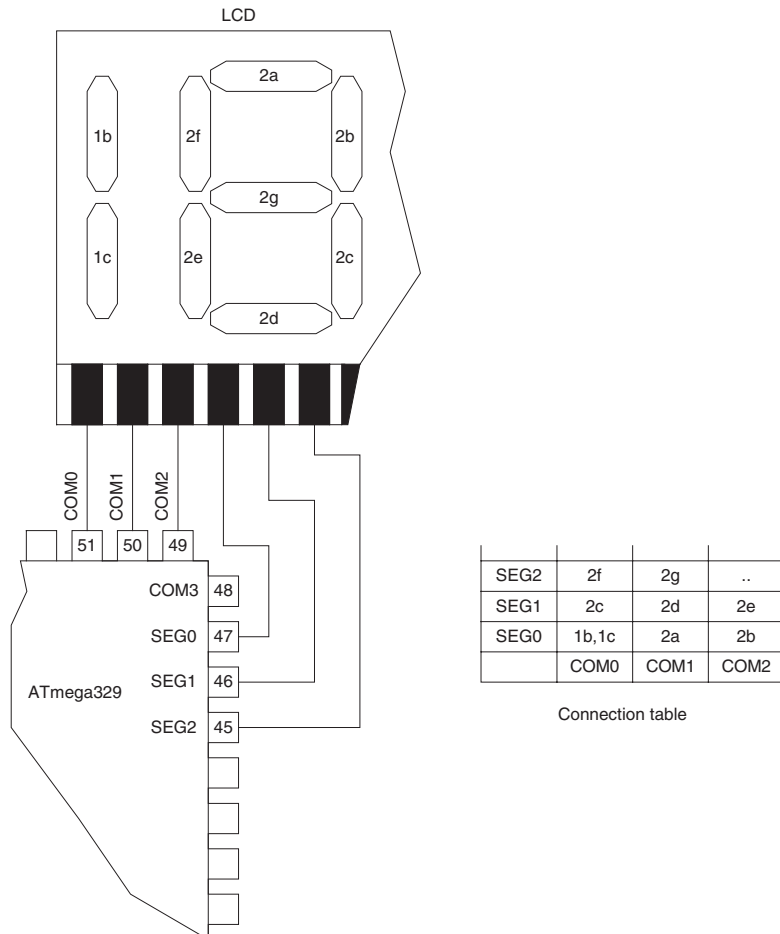 LCD
2a
1b 2f 2b
2g
1c 2e 2c
2d
COM0 COM1 COM2
51 50 49
COM3 48
SEG0 47
SEG1 46
ATmega329
SEG2 45
SEG2 2f 2g ..
SEG1 2c 2d 2e
SEG0 1b,1c 2a 2b
COM0 COM1 COM2
Connection table